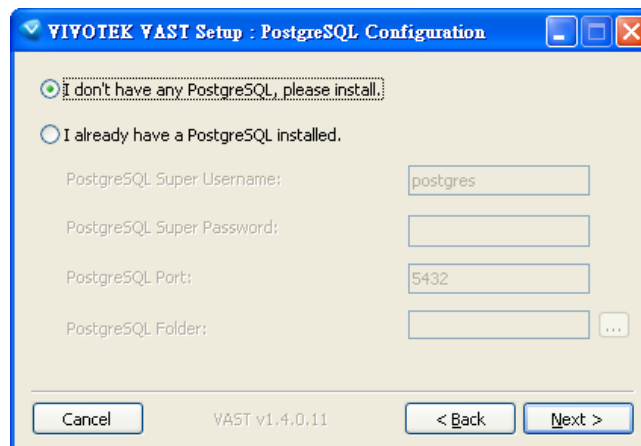 VIVOTEK VAST Setup : PostgreSQL Configuration
I don't have any PostgreSQL, please install.
I already have a PostgreSQL installed.
PostgreSQL Super Username: postgres
PostgreSQL Super Password:
PostgreSQL Port: 5432
PostgreSQL Folder: ...
Cancel VAST v1.4.0.11 < Back Next >